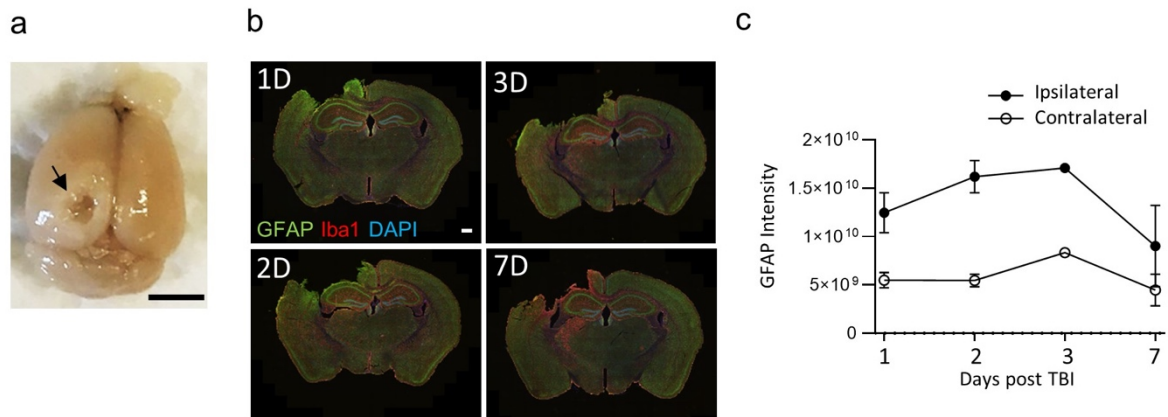 a
b
c
1D
3D
GFAP Iba1 DAPI
2D
7D
Ipsilateral
Contralateral
2×10¹⁰
1.5×10¹⁰
1×10¹⁰
5×10⁹
0
GFAP Intensity
1
2
3
7
Days post TBI